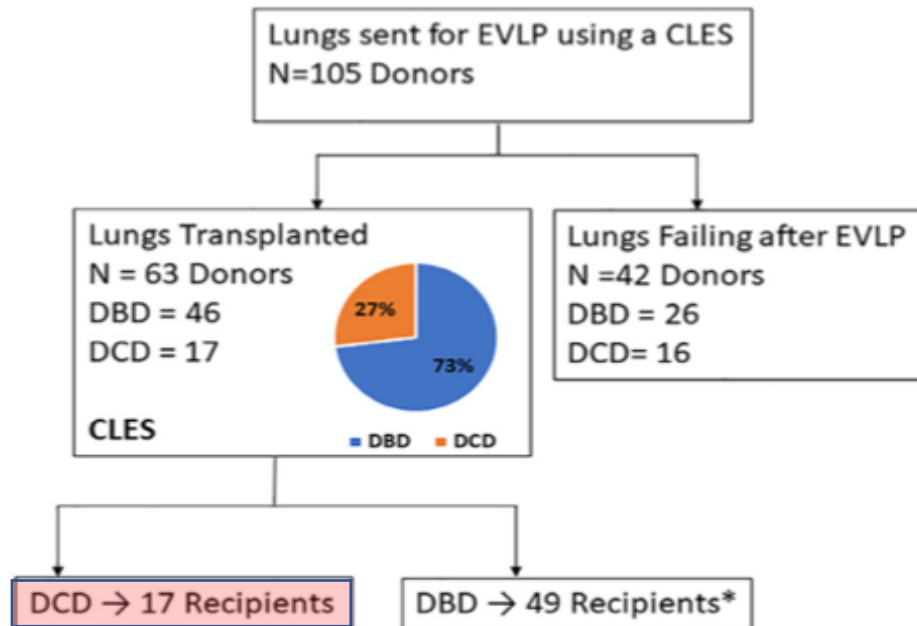 Lungs sent for EVLP using a CLES
N=105 Donors
Lungs Transplanted
N = 63 Donors
DBD = 46
DCD = 17
27%
73%
CLES
DBD DCD
Lungs Failing after EVLP
N =42 Donors
DBD = 26
DCD= 16
DCD → 17 Recipients
DBD → 49 Recipients*